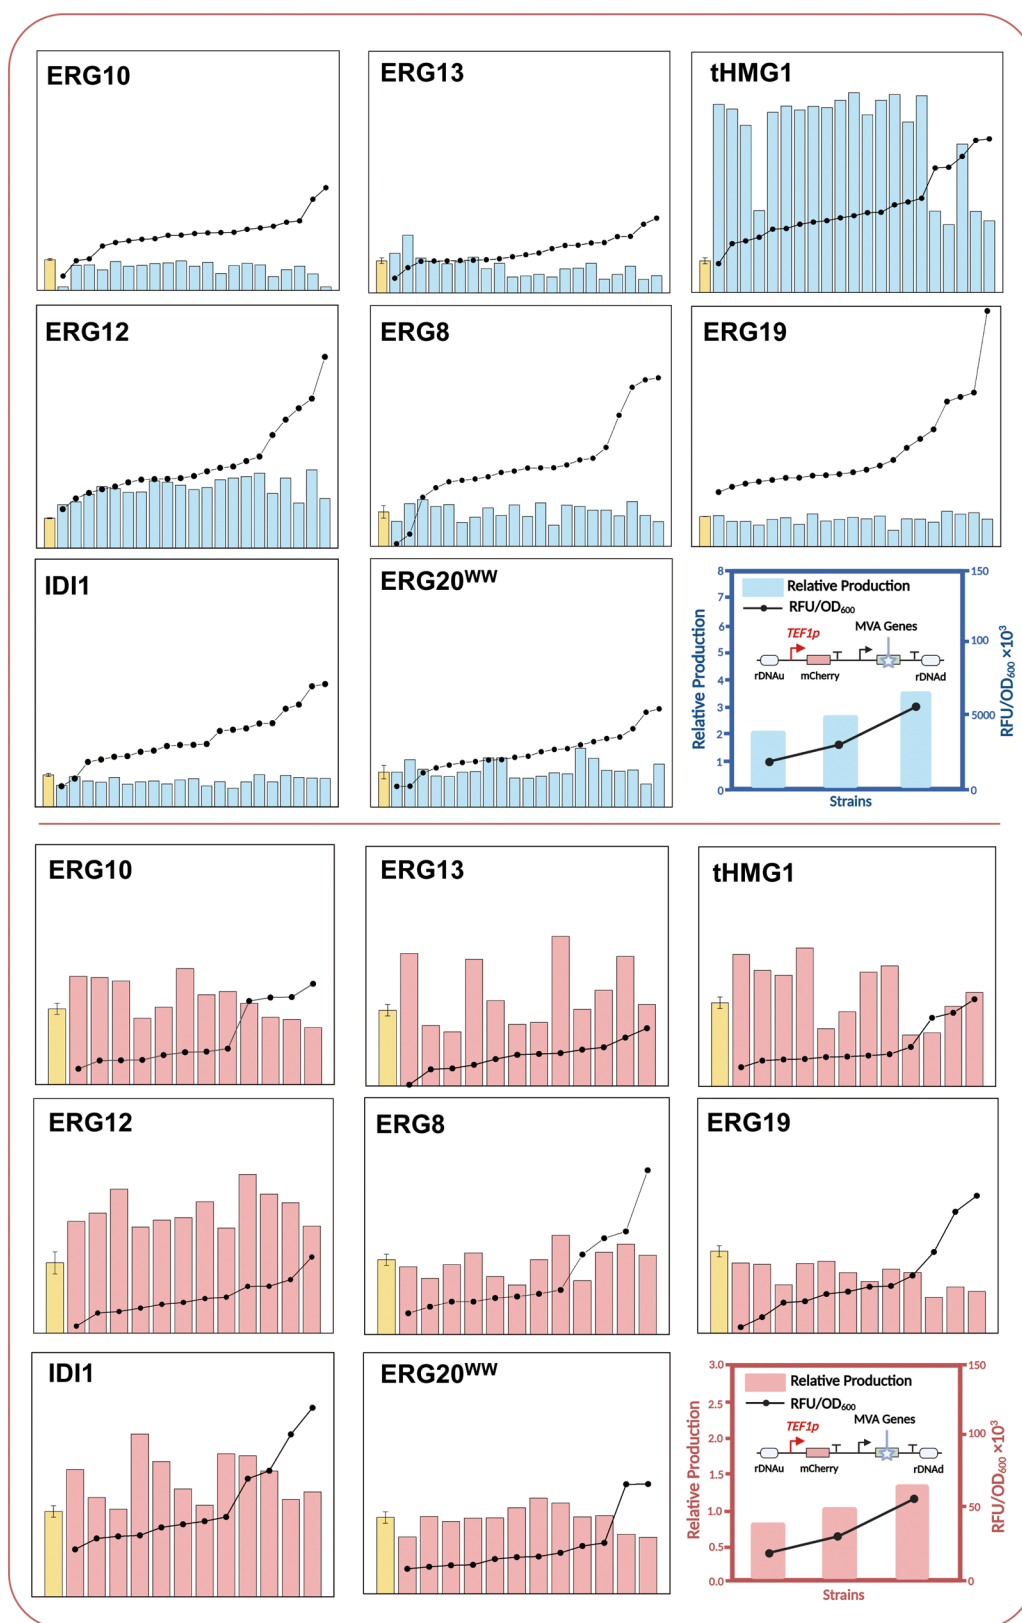 ERG10
ERG13
tHMG1
ERG12
ERG8
ERG19
IDI1
ERG20WW
8
7
6
5
4
3
2
1
0
Relative Production
150
100
5000
0
RFU/OD600 ×10³
Relative Production
RFU/OD600
TEF1p
MVA Genes
rDNAu
mCherry
rDNAd
Strains
ERG10
ERG13
tHMG1
ERG12
ERG8
ERG19
IDI1
ERG20WW
3.0
2.5
2.0
1.5
1.0
0.5
0.0
Relative Production
150
100
50
0
RFU/OD600 ×10³
Relative Production
RFU/OD600
TEF1p
MVA Genes
rDNAu
mCherry
rDNAd
Strains